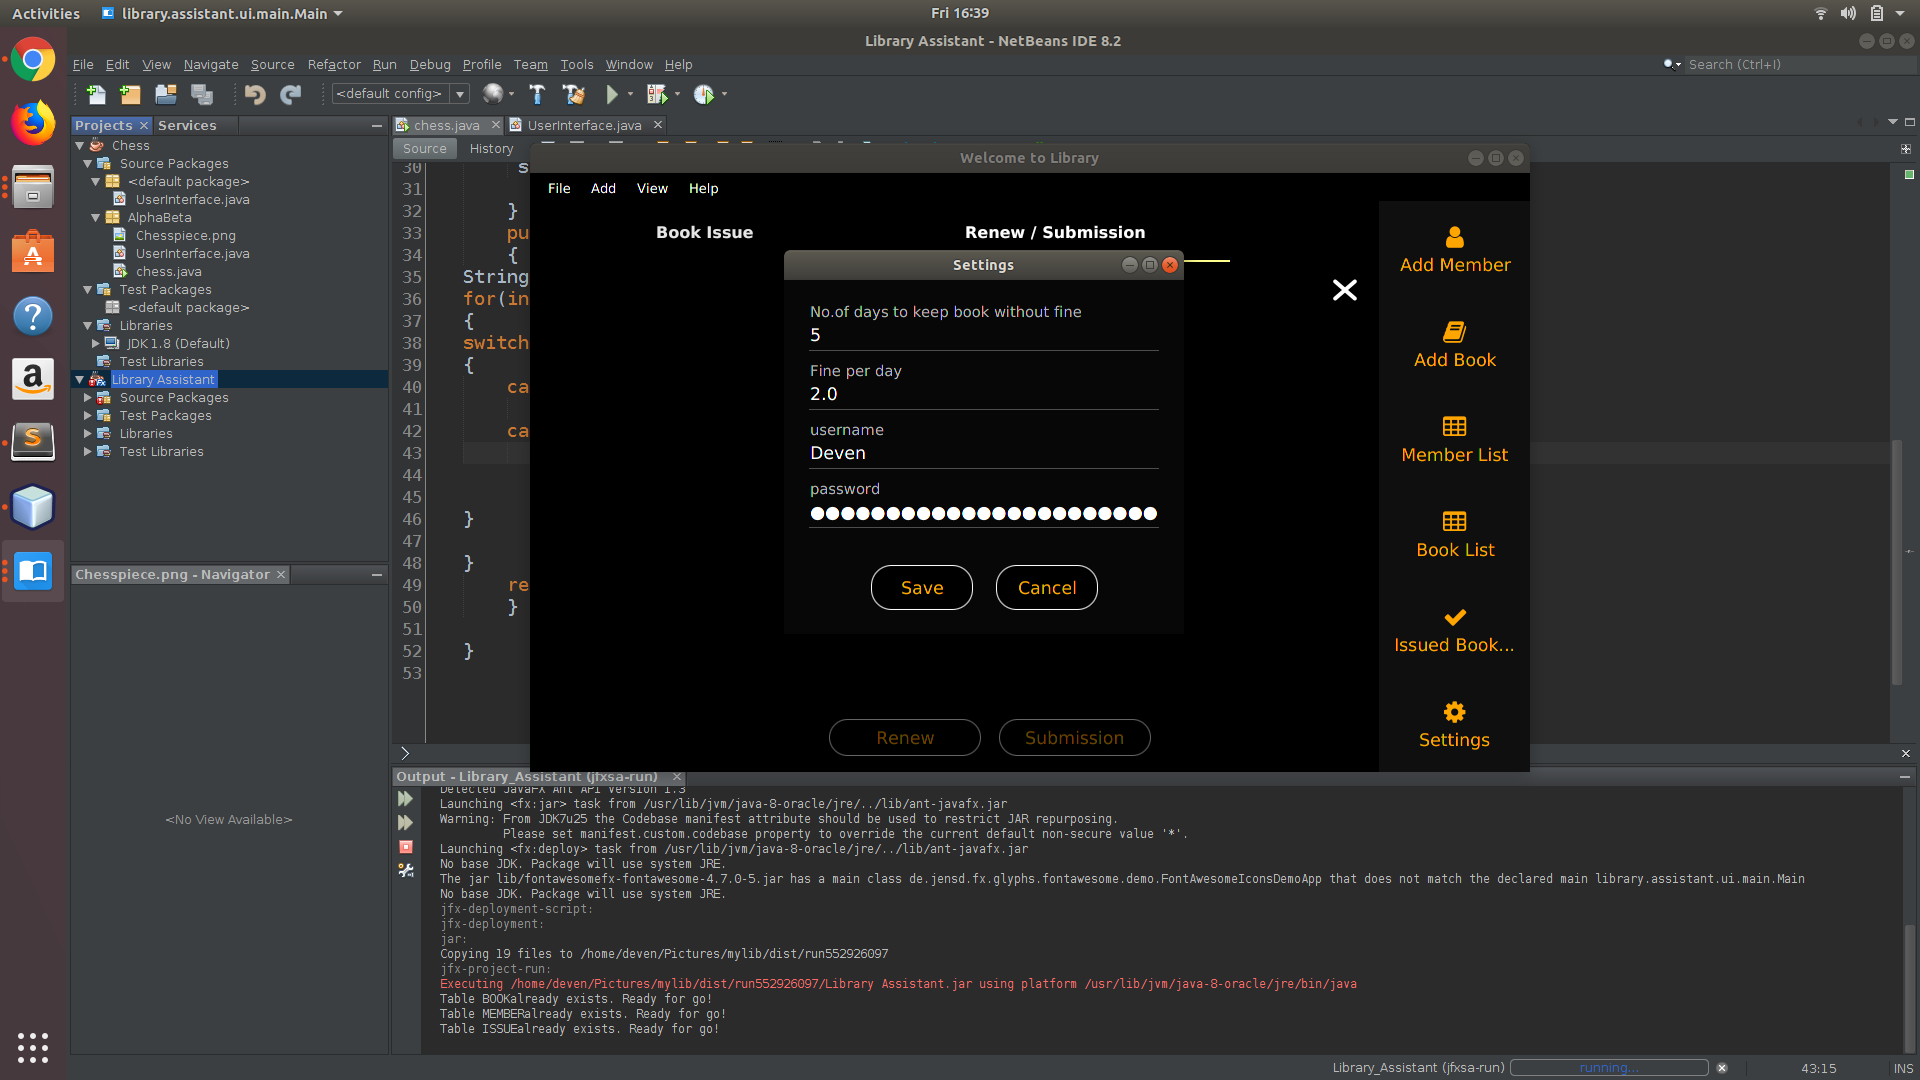 Activities library.assistant.ui.main.Main Fri 16:39
Library Assistant - NetBeans IDE 8.2
File Edit View Navigate Source Refactor Run Debug Profile Team Tools Window Help Search (Ctrl+I)
<default config>
Projects Services
Chess
Source Packages
<default package>
UserInterface.java
AlphaBeta
Chesspiece.png
UserInterface.java
chess.java
Test Packages
<default package>
Libraries
JDK 1.8 (Default)
Test Libraries
Library Assistant
Source Packages
Test Packages
Libraries
Test Libraries
Chesspiece.png - Navigator
<No View Available>
chess.java UserInterface.java
Source History
30 s
31
32 }
33 pu
34 {
35 String
36 for(in
37 {
38 switch
39 {
40 ca
41
42 ca
43
44
45
46 }
47
48 }
49 re
50 }
51
52 }
53
Welcome to Library
File Add View Help
Book Issue Renew / Submission
Settings
No.of days to keep book without fine
5
Fine per day
2.0
username
Deven
password
Save Cancel
Renew Submission
Add Member
Add Book
Member List
Book List
Issued Book...
Settings
Output - Library_Assistant (jfxsa-run)
Detected JavaFX Ant API version 1.3
Launching <fx:jar> task from /usr/lib/jvm/java-8-oracle/jre/../lib/ant-javafx.jar
Warning: From JDK7u25 the Codebase manifest attribute should be used to restrict JAR repurposing.
Please set manifest.custom.codebase property to override the current default non-secure value '*'.
Launching <fx:deploy> task from /usr/lib/jvm/java-8-oracle/jre/../lib/ant-javafx.jar
No base JDK. Package will use system JRE.
The jar lib/fontawesomefx-fontawesome-4.7.0-5.jar has a main class de.jensd.fx.glyphs.fontawesome.demo.FontAwesomeIconsDemoApp that does not match the declared main library.assistant.ui.main.Main
No base JDK. Package will use system JRE.
jfx-deployment-script:
jfx-deployment:
jar:
Copying 19 files to /home/deven/Pictures/mylib/dist/run552926097
jfx-project-run:
Executing /home/deven/Pictures/mylib/dist/run552926097/Library Assistant.jar using platform /usr/lib/jvm/java-8-oracle/jre/bin/java
Table BOOKalready exists. Ready for go!
Table MEMBERalready exists. Ready for go!
Table ISSUEalready exists. Ready for go!
Library_Assistant (jfxsa-run) running... 43:15 INS